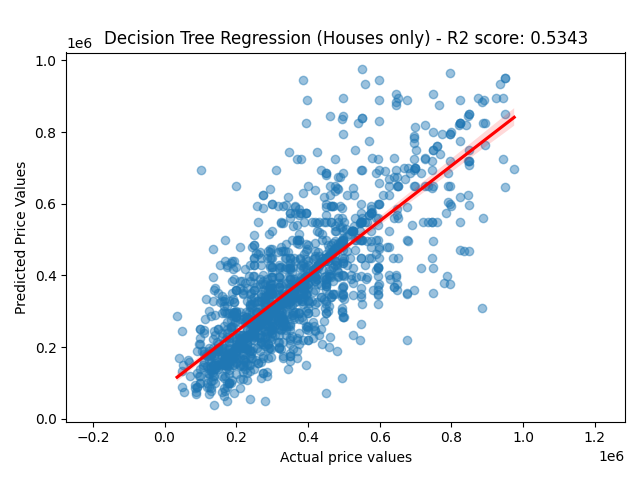 Decision Tree Regression (Houses only) - R2 score: 0.5343
1e6
1.0
0.8
0.6
0.4
0.2
0.0
Predicted Price Values
−0.2 0.0 0.2 0.4 0.6 0.8 1.0 1.2
Actual price values
1e6